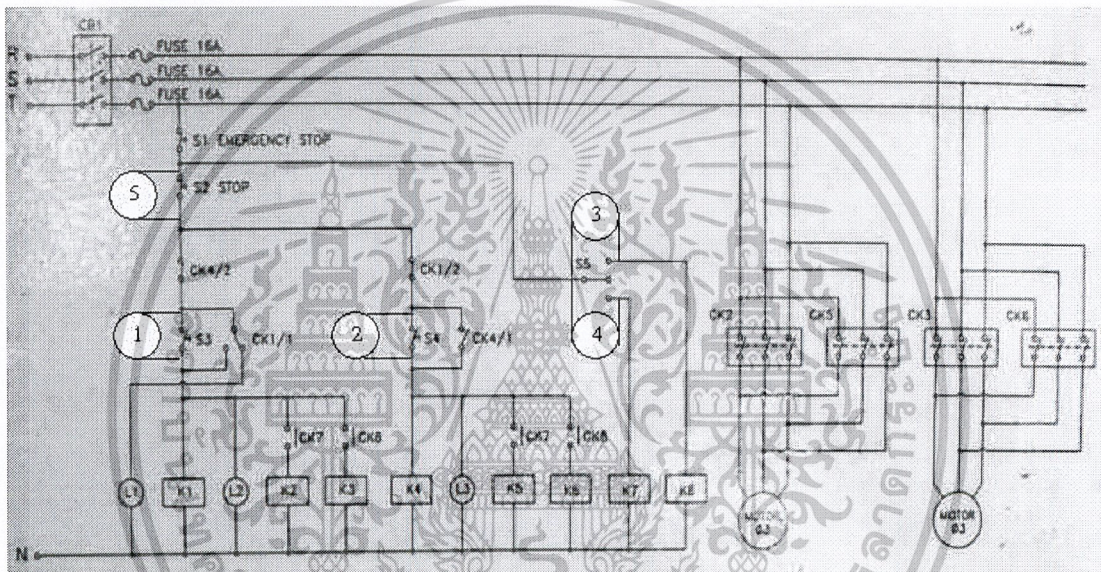 CB1
FUSE 16A
R
FUSE 16A
S
FUSE 16A
T
S1 EMERGENCY STOP
5
S2 STOP
3
CK4/2
CK1/2
S5
1
S3
CK1/1
2
S4
CK4/1
4
CK2
CK5
CK3
CK6
CK7
CK8
CK7
CK8
L1
K1
L2
K2
K3
K4
L3
K5
K6
K7
K8
MOTOR
Ø3
MOTOR
Ø3
N